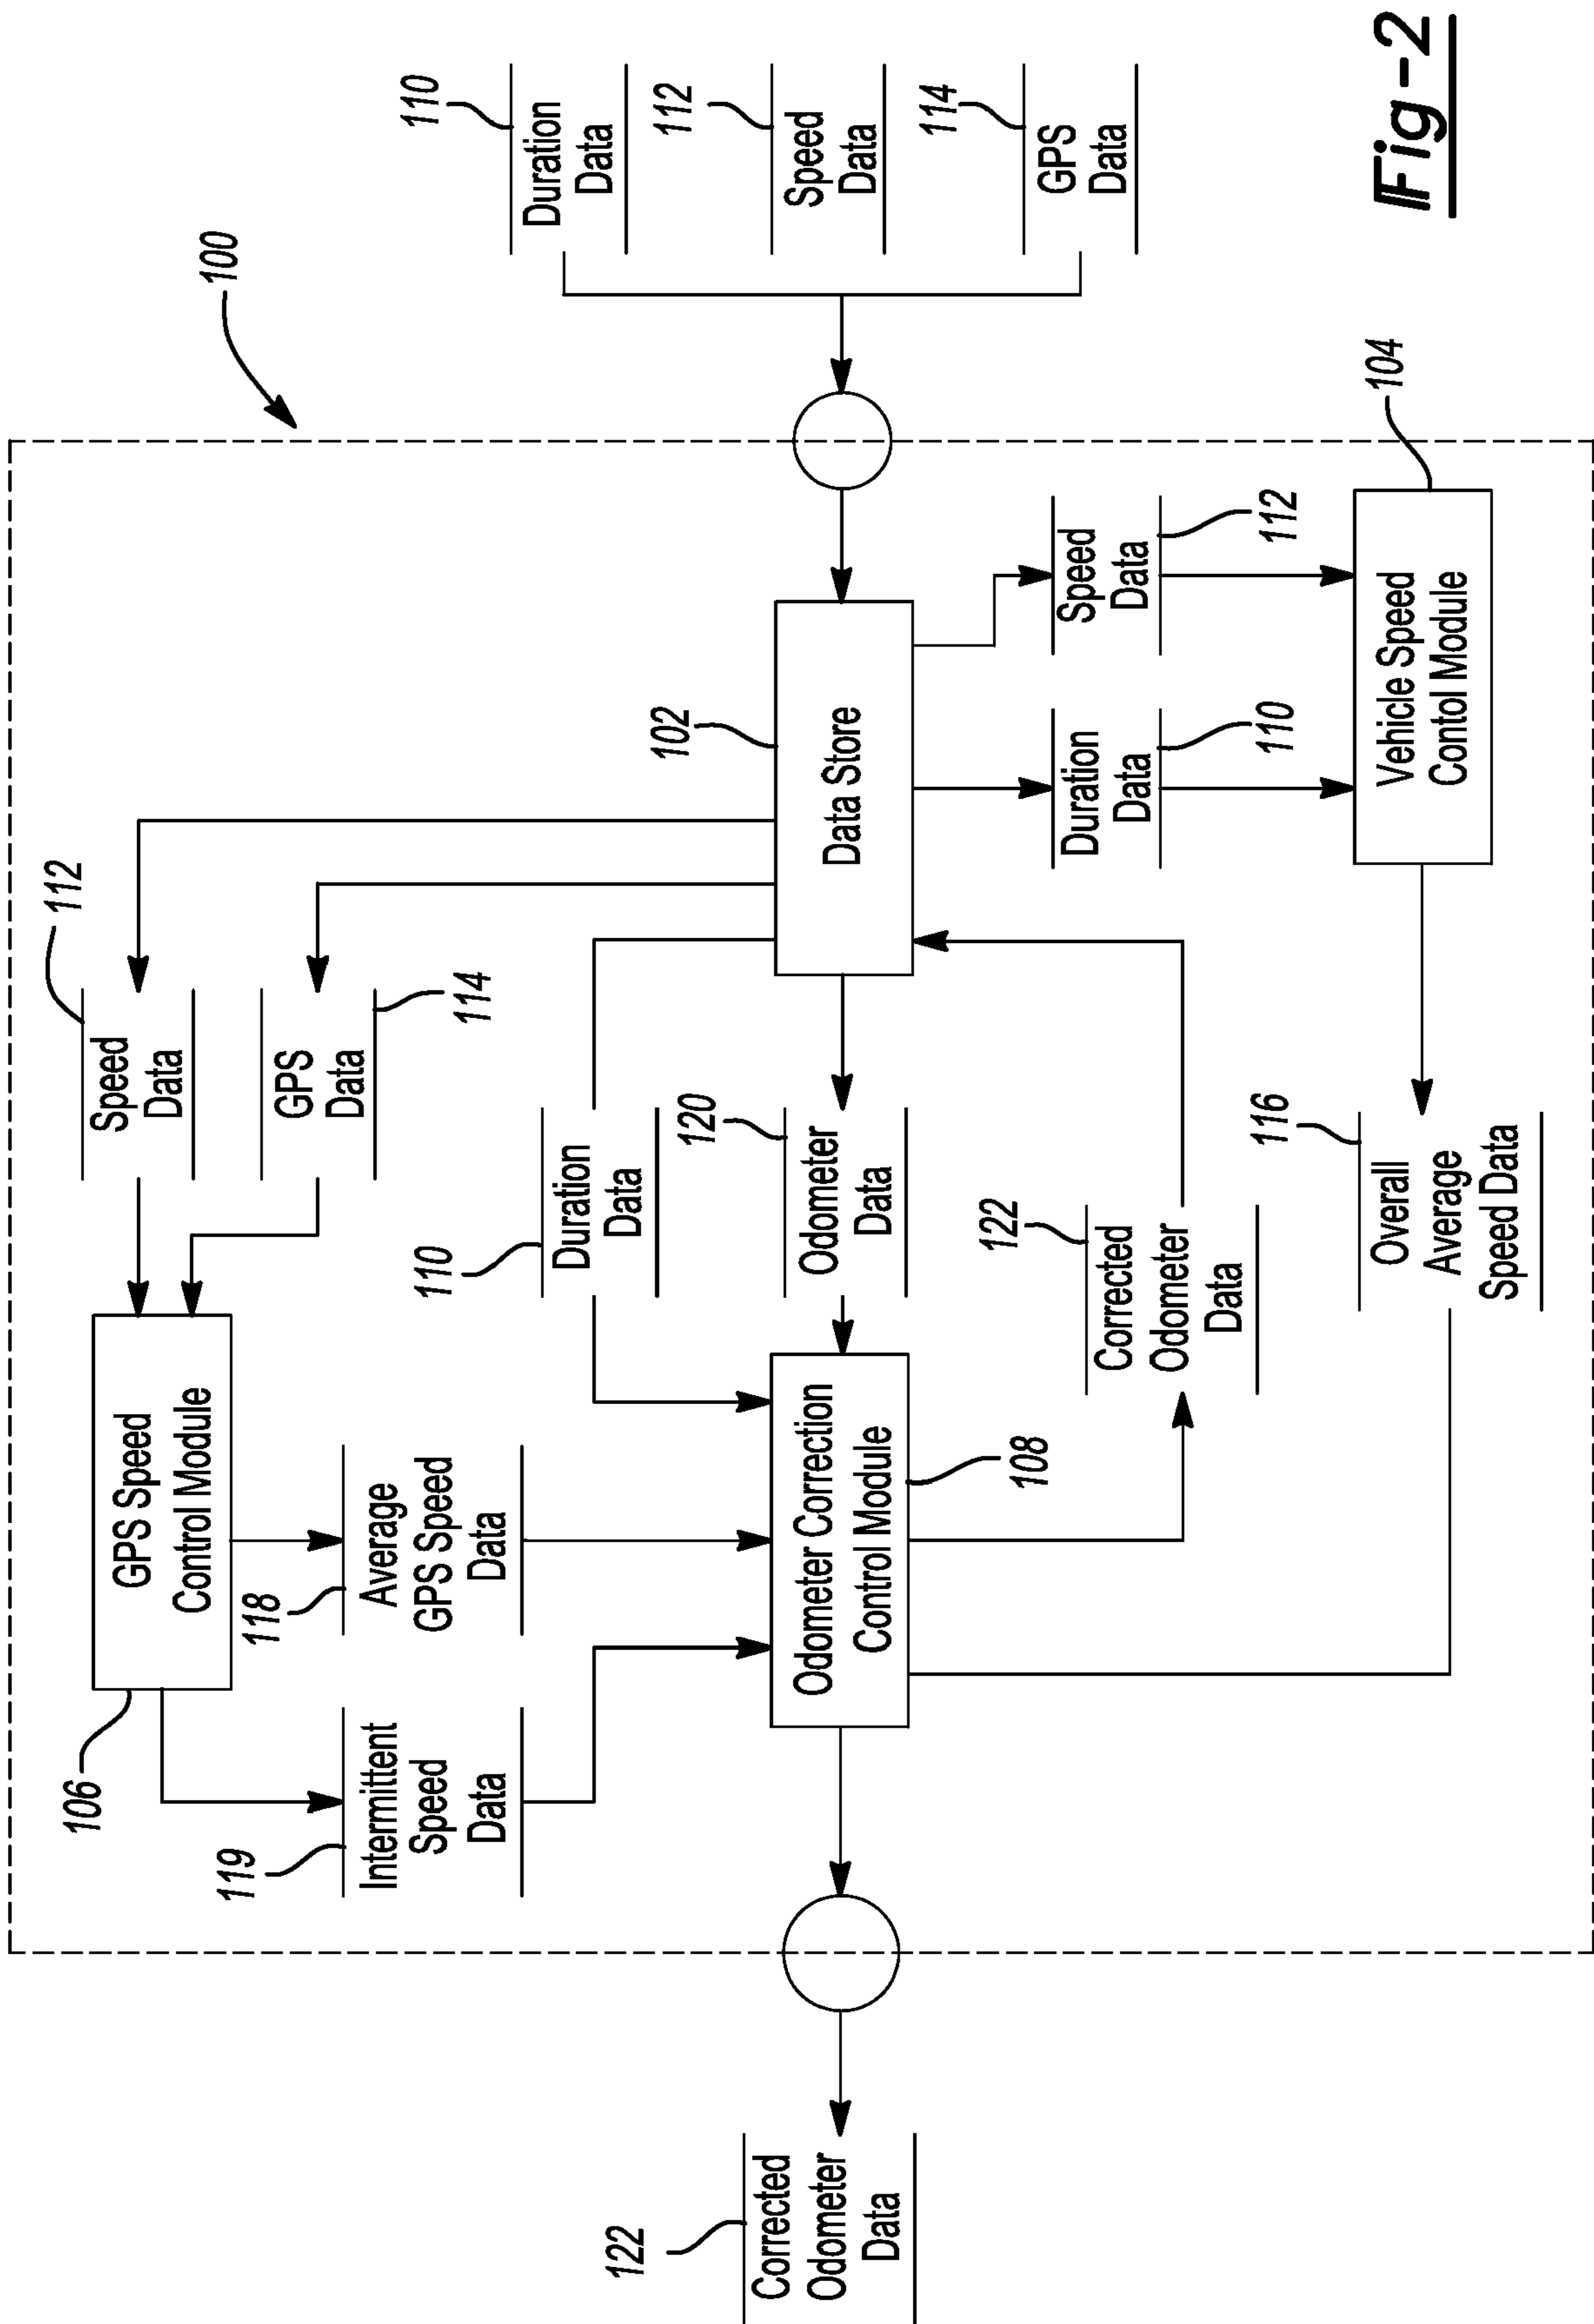 106
GPS Speed
Control Module
Speed
Data
112
119
Intermittent
Speed
Data
118
Average
GPS Speed
Data
GPS
Data
114
100
110
Duration
Data
110
Duration
Data
122
Corrected
Odometer
Data
Odometer Correction
Control Module
108
120
Odometer
Data
102
Data Store
112
Speed
Data
122
Corrected
Odometer
Data
Duration
Data
110
Speed
Data
112
114
GPS
Data
116
Overall
Average
Speed Data
Vehicle Speed
Contol Module
104
Fig-2